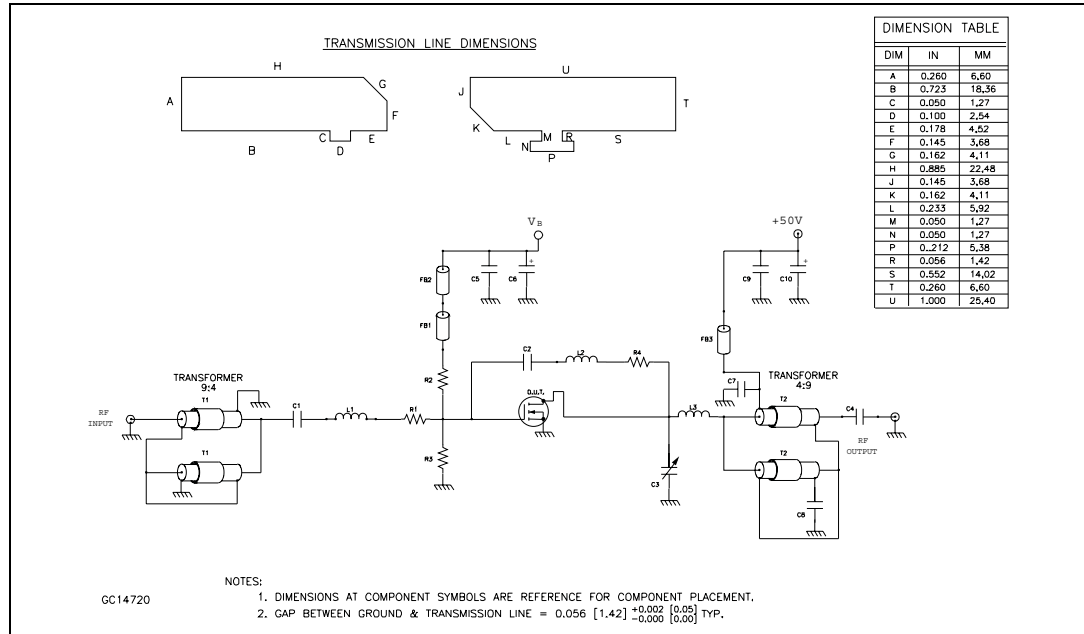 TRANSMISSION LINE DIMENSIONS
H
A
G
F
C
D
E
B
U
J
K
L
N
M
P
R
S
T
DIMENSION TABLE
DIM IN MM
A 0.260 6,60
B 0.723 18,36
C 0.050 1,27
D 0.100 2,54
E 0.178 4,52
F 0.145 3,68
G 0.162 4,11
H 0.885 22,48
J 0.145 3,68
K 0.162 4,11
L 0.233 5,92
M 0.050 1,27
N 0.050 1,27
P 0..212 5,38
R 0.056 1,42
S 0.552 14,02
T 0.260 6,60
U 1.000 25,40
VB
+50V
FB2
C5
C6
+
C9
C10
+
FB1
FB3
C2
L2
R4
R2
D.U.T.
C7
TRANSFORMER
9:4
T1
TRANSFORMER
4:9
T2
RF
INPUT
C1
L1
R1
L3
C4
RF
OUTPUT
T1
R3
C3
T2
C8
NOTES:
1. DIMENSIONS AT COMPONENT SYMBOLS ARE REFERENCE FOR COMPONENT PLACEMENT.
2. GAP BETWEEN GROUND & TRANSMISSION LINE = 0.056 [1.42] +0.002 [0.05] -0.000 [0.00] TYP.
GC14720